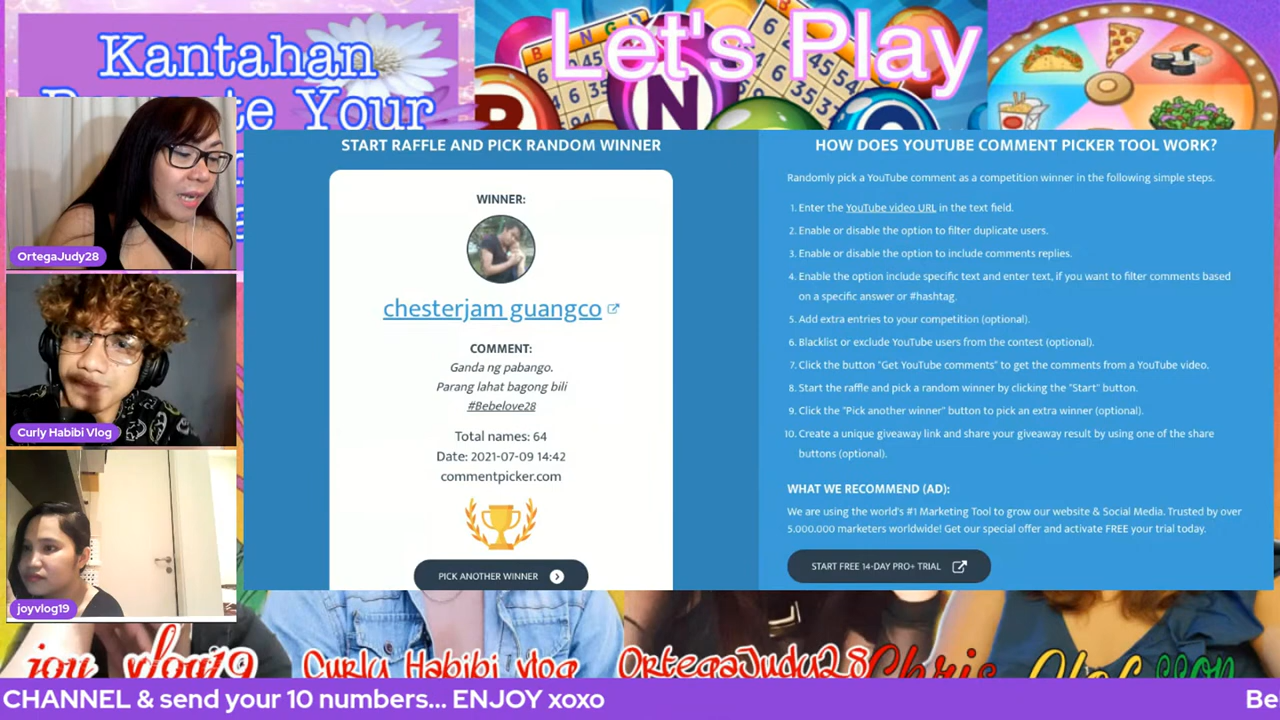 Kantahan
Let's Play
te Your
BINGO
START RAFFLE AND PICK RANDOM WINNER
WINNER:
chesterjam guangco
COMMENT:
Ganda ng pabango.
Parang lahat bagong bili
#Bebelove28
Total names: 64
Date: 2021-07-09 14:42
commentpicker.com
PICK ANOTHER WINNER
HOW DOES YOUTUBE COMMENT PICKER TOOL WORK?
Randomly pick a YouTube comment as a competition winner in the following simple steps.
1. Enter the YouTube video URL in the text field.
2. Enable or disable the option to filter duplicate users.
3. Enable or disable the option to include comments replies.
4. Enable the option include specific text and enter text, if you want to filter comments based
on a specific answer or #hashtag.
5. Add extra entries to your competition (optional).
6. Blacklist or exclude YouTube users from the contest (optional).
7. Click the button "Get YouTube comments" to get the comments from a YouTube video.
8. Start the raffle and pick a random winner by clicking the "Start" button.
9. Click the "Pick another winner" button to pick an extra winner (optional).
10. Create a unique giveaway link and share your giveaway result by using one of the share
buttons (optional).
WHAT WE RECOMMEND (AD):
We are using the world's #1 Marketing Tool to grow our website & Social Media. Trusted by over
5.000.000 marketers worldwide! Get our special offer and activate FREE your trial today.
START FREE 14-DAY PRO+ TRIAL
OrtegaJudy28
Curly Habibi Vlog
joyvlog19
joy vlog19
Curly Habibi vlog
OrtegaJudy28
Chris
CHANNEL & send your 10 numbers... ENJOY xoxo
Be